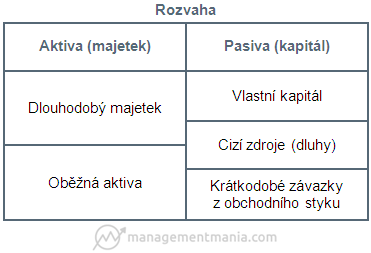 Rozvaha
Aktiva (majetek)
Pasiva (kapitál)
Dlouhodobý majetek
Oběžná aktiva
Vlastní kapitál
Cizí zdroje (dluhy)
Krátkodobé závazky
z obchodního styku
managementmania.com